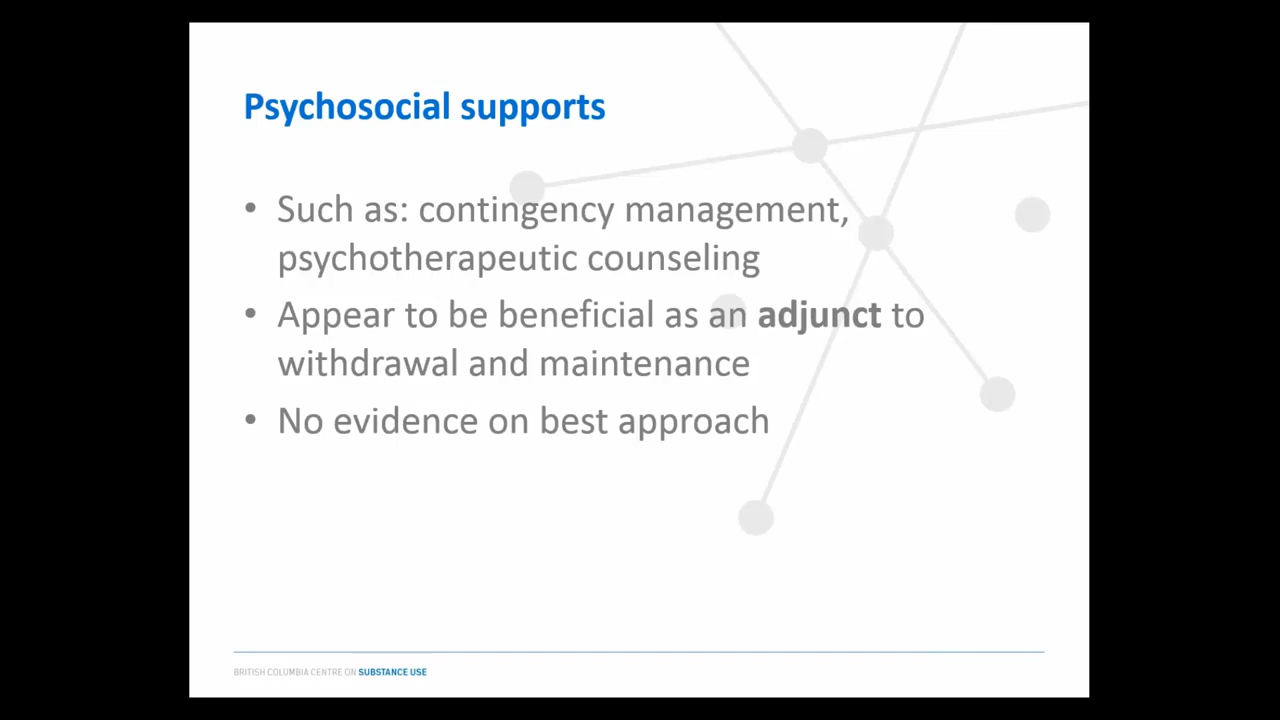 Psychosocial supports
• Such as: contingency management,
psychotherapeutic counseling
• Appear to be beneficial as an adjunct to
withdrawal and maintenance
• No evidence on best approach
BRITISH COLUMBIA CENTRE ON SUBSTANCE USE